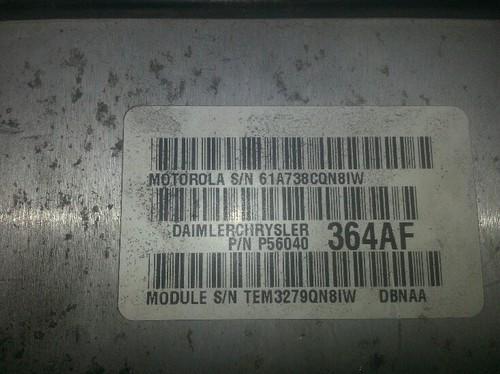 MOTOROLA S/N 61A738CQN8IW
DAIMLERCHRYSLER
P/N P56040 364AF
MODULE S/N TEM3279QN8IW DBNAA